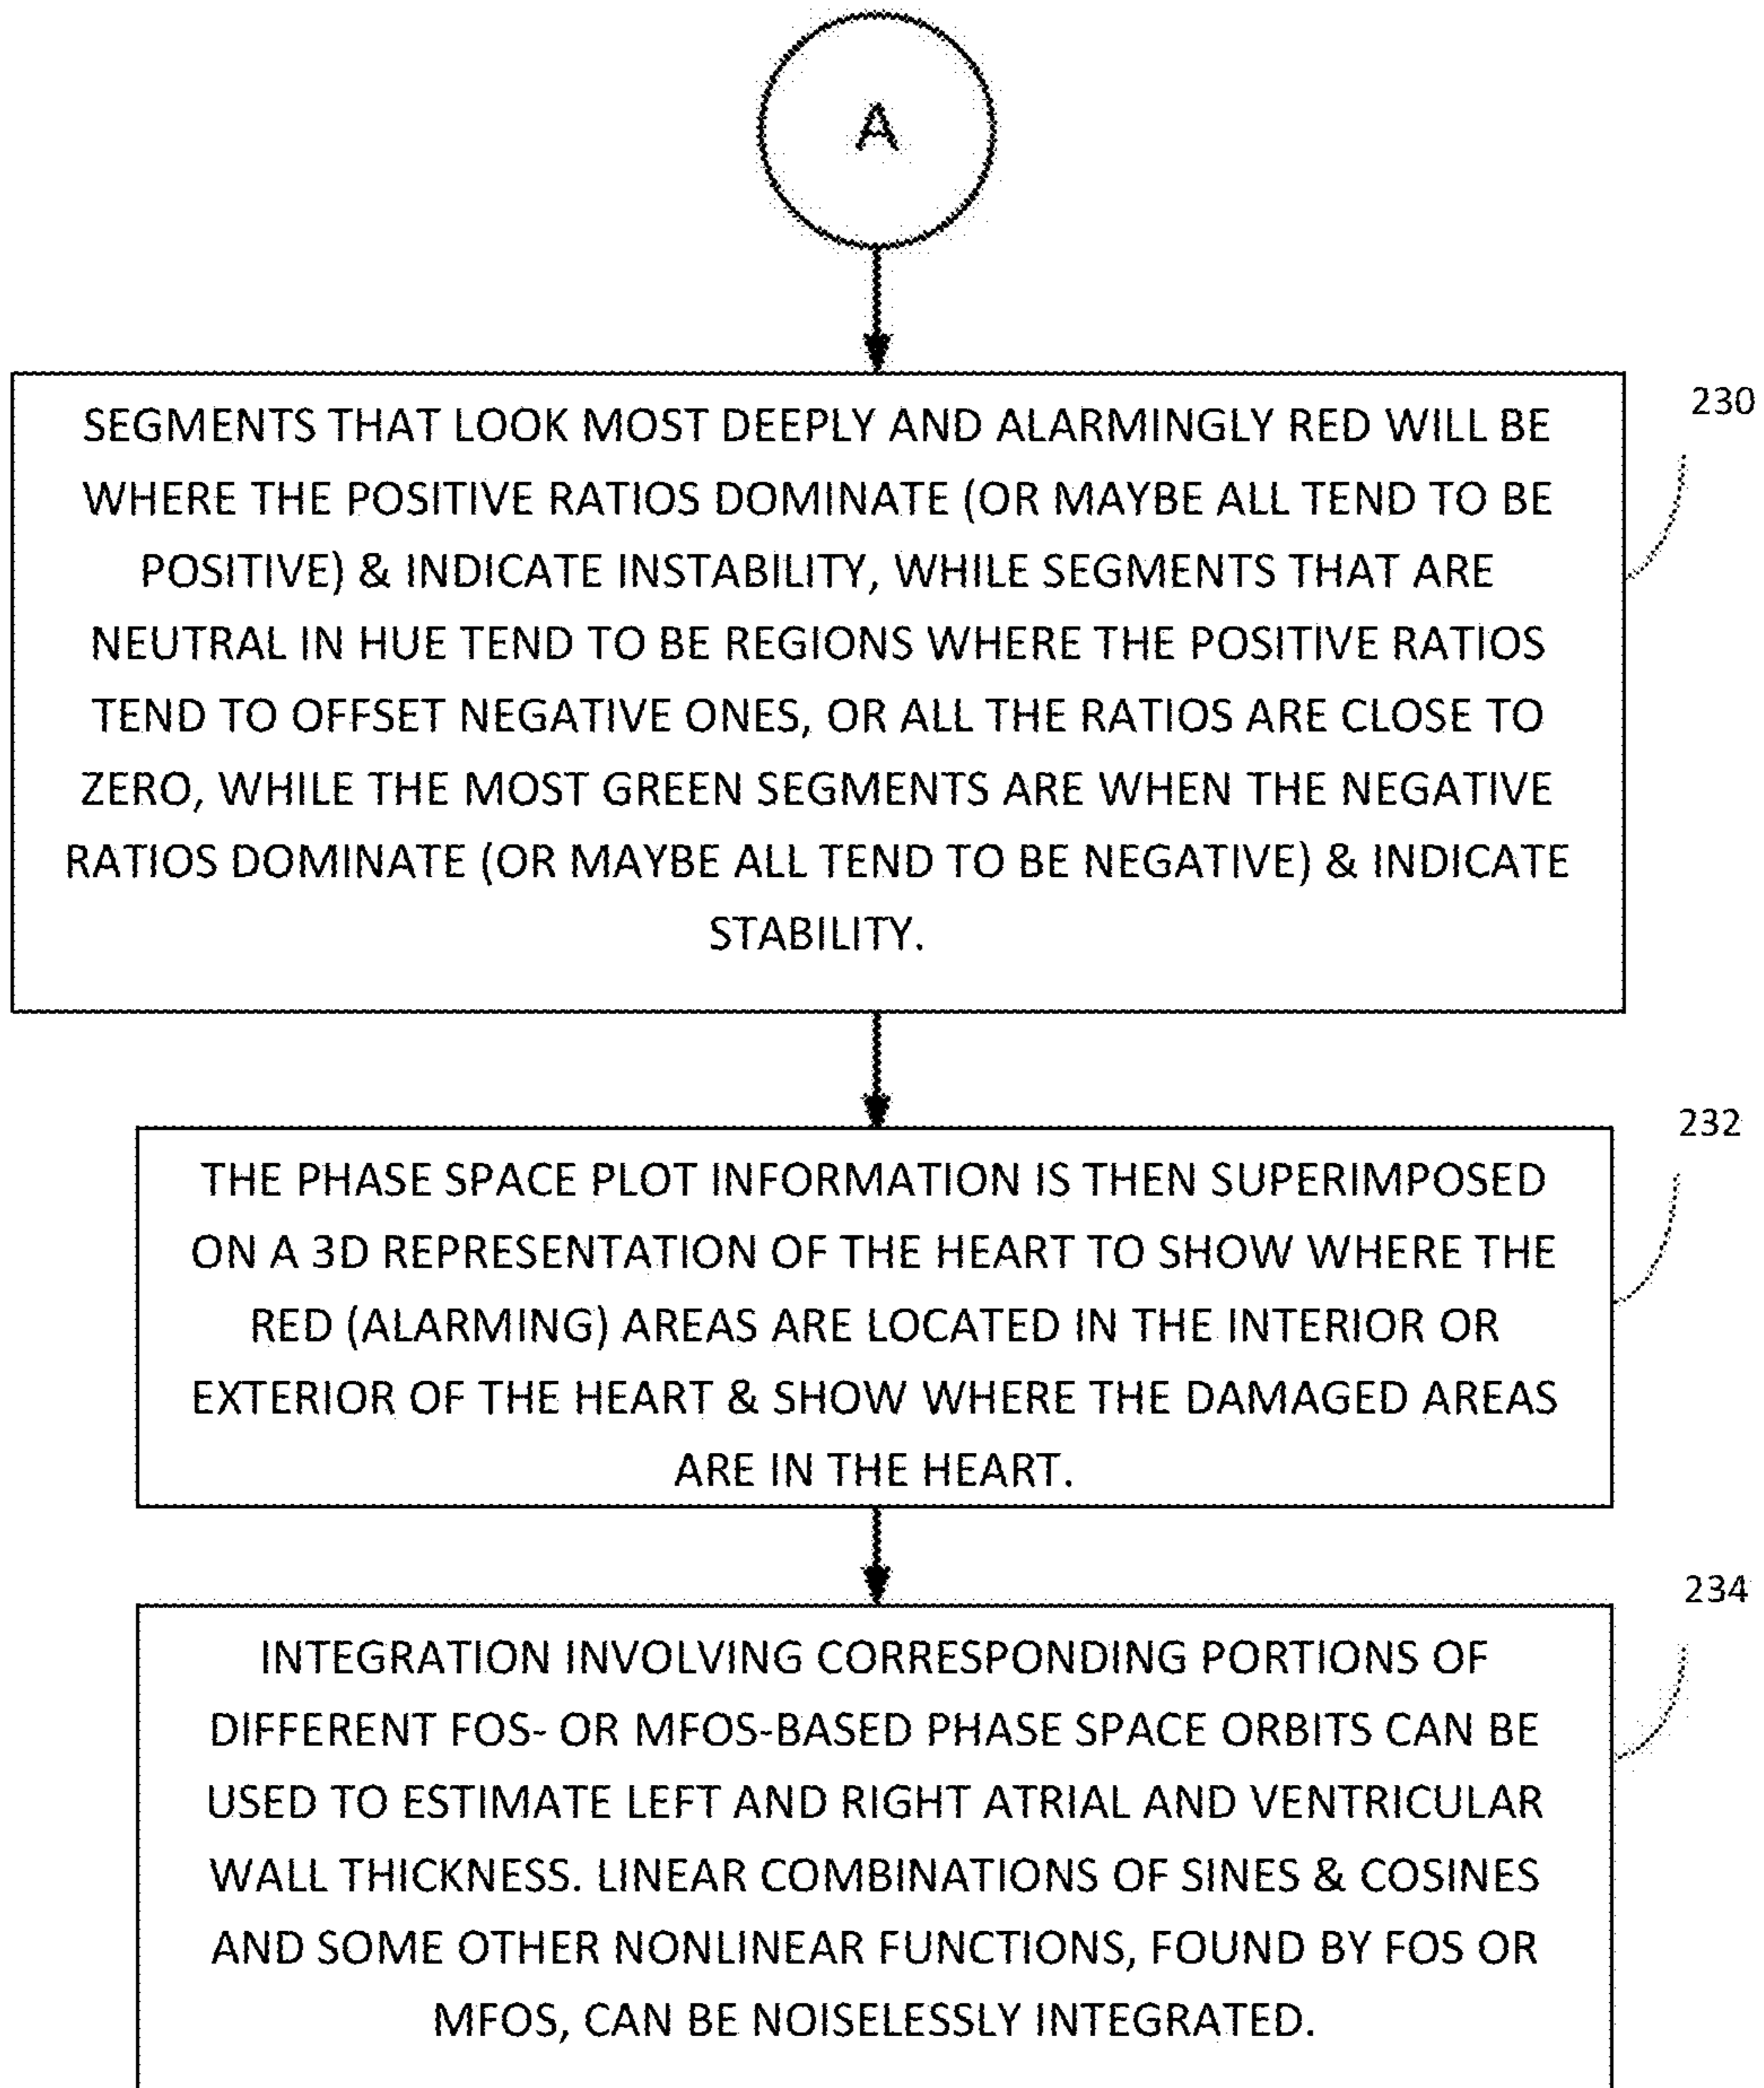 A
230
SEGMENTS THAT LOOK MOST DEEPLY AND ALARMINGLY RED WILL BE
WHERE THE POSITIVE RATIOS DOMINATE (OR MAYBE ALL TEND TO BE
POSITIVE) & INDICATE INSTABILITY, WHILE SEGMENTS THAT ARE
NEUTRAL IN HUE TEND TO BE REGIONS WHERE THE POSITIVE RATIOS
TEND TO OFFSET NEGATIVE ONES, OR ALL THE RATIOS ARE CLOSE TO
ZERO, WHILE THE MOST GREEN SEGMENTS ARE WHEN THE NEGATIVE
RATIOS DOMINATE (OR MAYBE ALL TEND TO BE NEGATIVE) & INDICATE
STABILITY.
232
THE PHASE SPACE PLOT INFORMATION IS THEN SUPERIMPOSED
ON A 3D REPRESENTATION OF THE HEART TO SHOW WHERE THE
RED (ALARMING) AREAS ARE LOCATED IN THE INTERIOR OR
EXTERIOR OF THE HEART & SHOW WHERE THE DAMAGED AREAS
ARE IN THE HEART.
234
INTEGRATION INVOLVING CORRESPONDING PORTIONS OF
DIFFERENT FOS- OR MFOS-BASED PHASE SPACE ORBITS CAN BE
USED TO ESTIMATE LEFT AND RIGHT ATRIAL AND VENTRICULAR
WALL THICKNESS. LINEAR COMBINATIONS OF SINES & COSINES
AND SOME OTHER NONLINEAR FUNCTIONS, FOUND BY FOS OR
MFOS, CAN BE NOISELESSLY INTEGRATED.